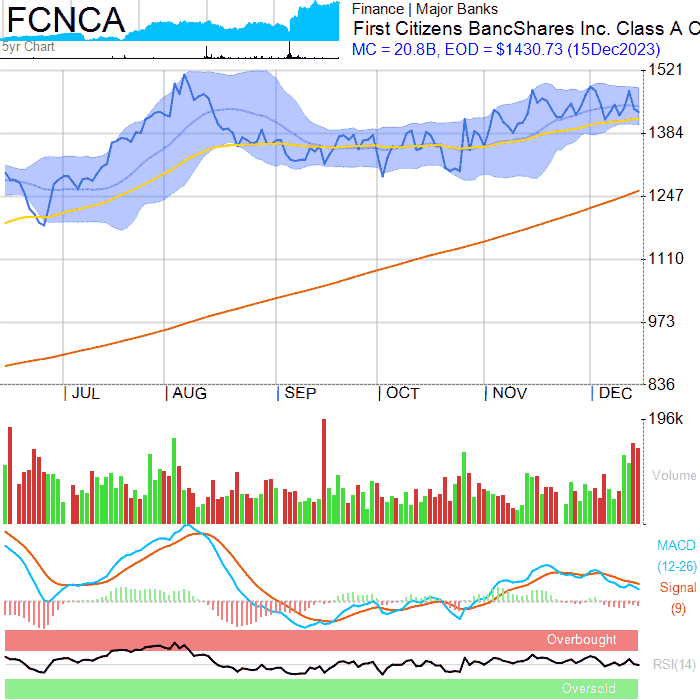 FCNCA
5yr Chart
Finance | Major Banks
First Citizens BancShares Inc. Class A C
MC = 20.8B, EOD = $1430.73 (15Dec2023)
1521
1384
1247
1110
973
836
JUL AUG SEP OCT NOV DEC
196k
Volume
MACD
(12-26)
Signal
(9)
Overbought
RSI(14)
Oversold